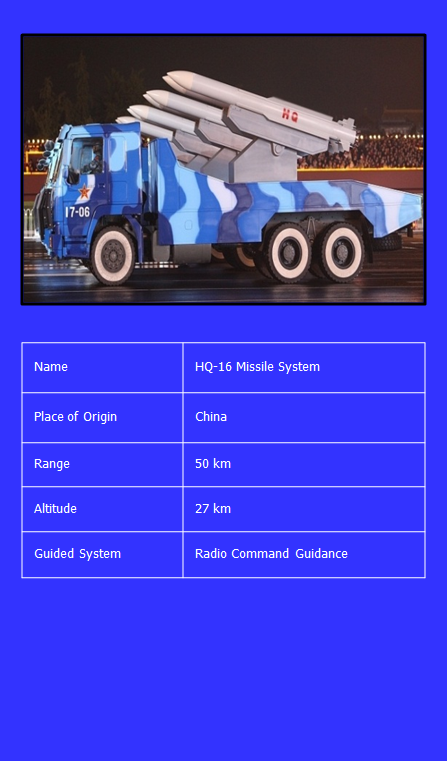 HQ
17-06
Name HQ-16 Missile System
Place of Origin China
Range 50 km
Altitude 27 km
Guided System Radio Command Guidance